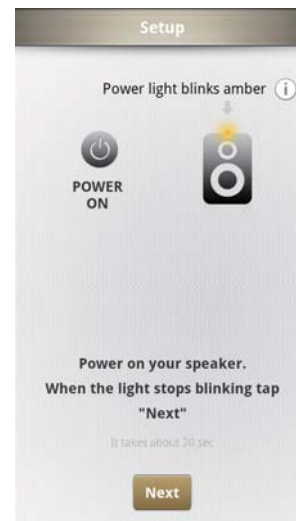 Setup
Power light blinks amber i
POWER
ON
Power on your speaker.
When the light stops blinking tap
"Next"
It takes about 20 sec
Next